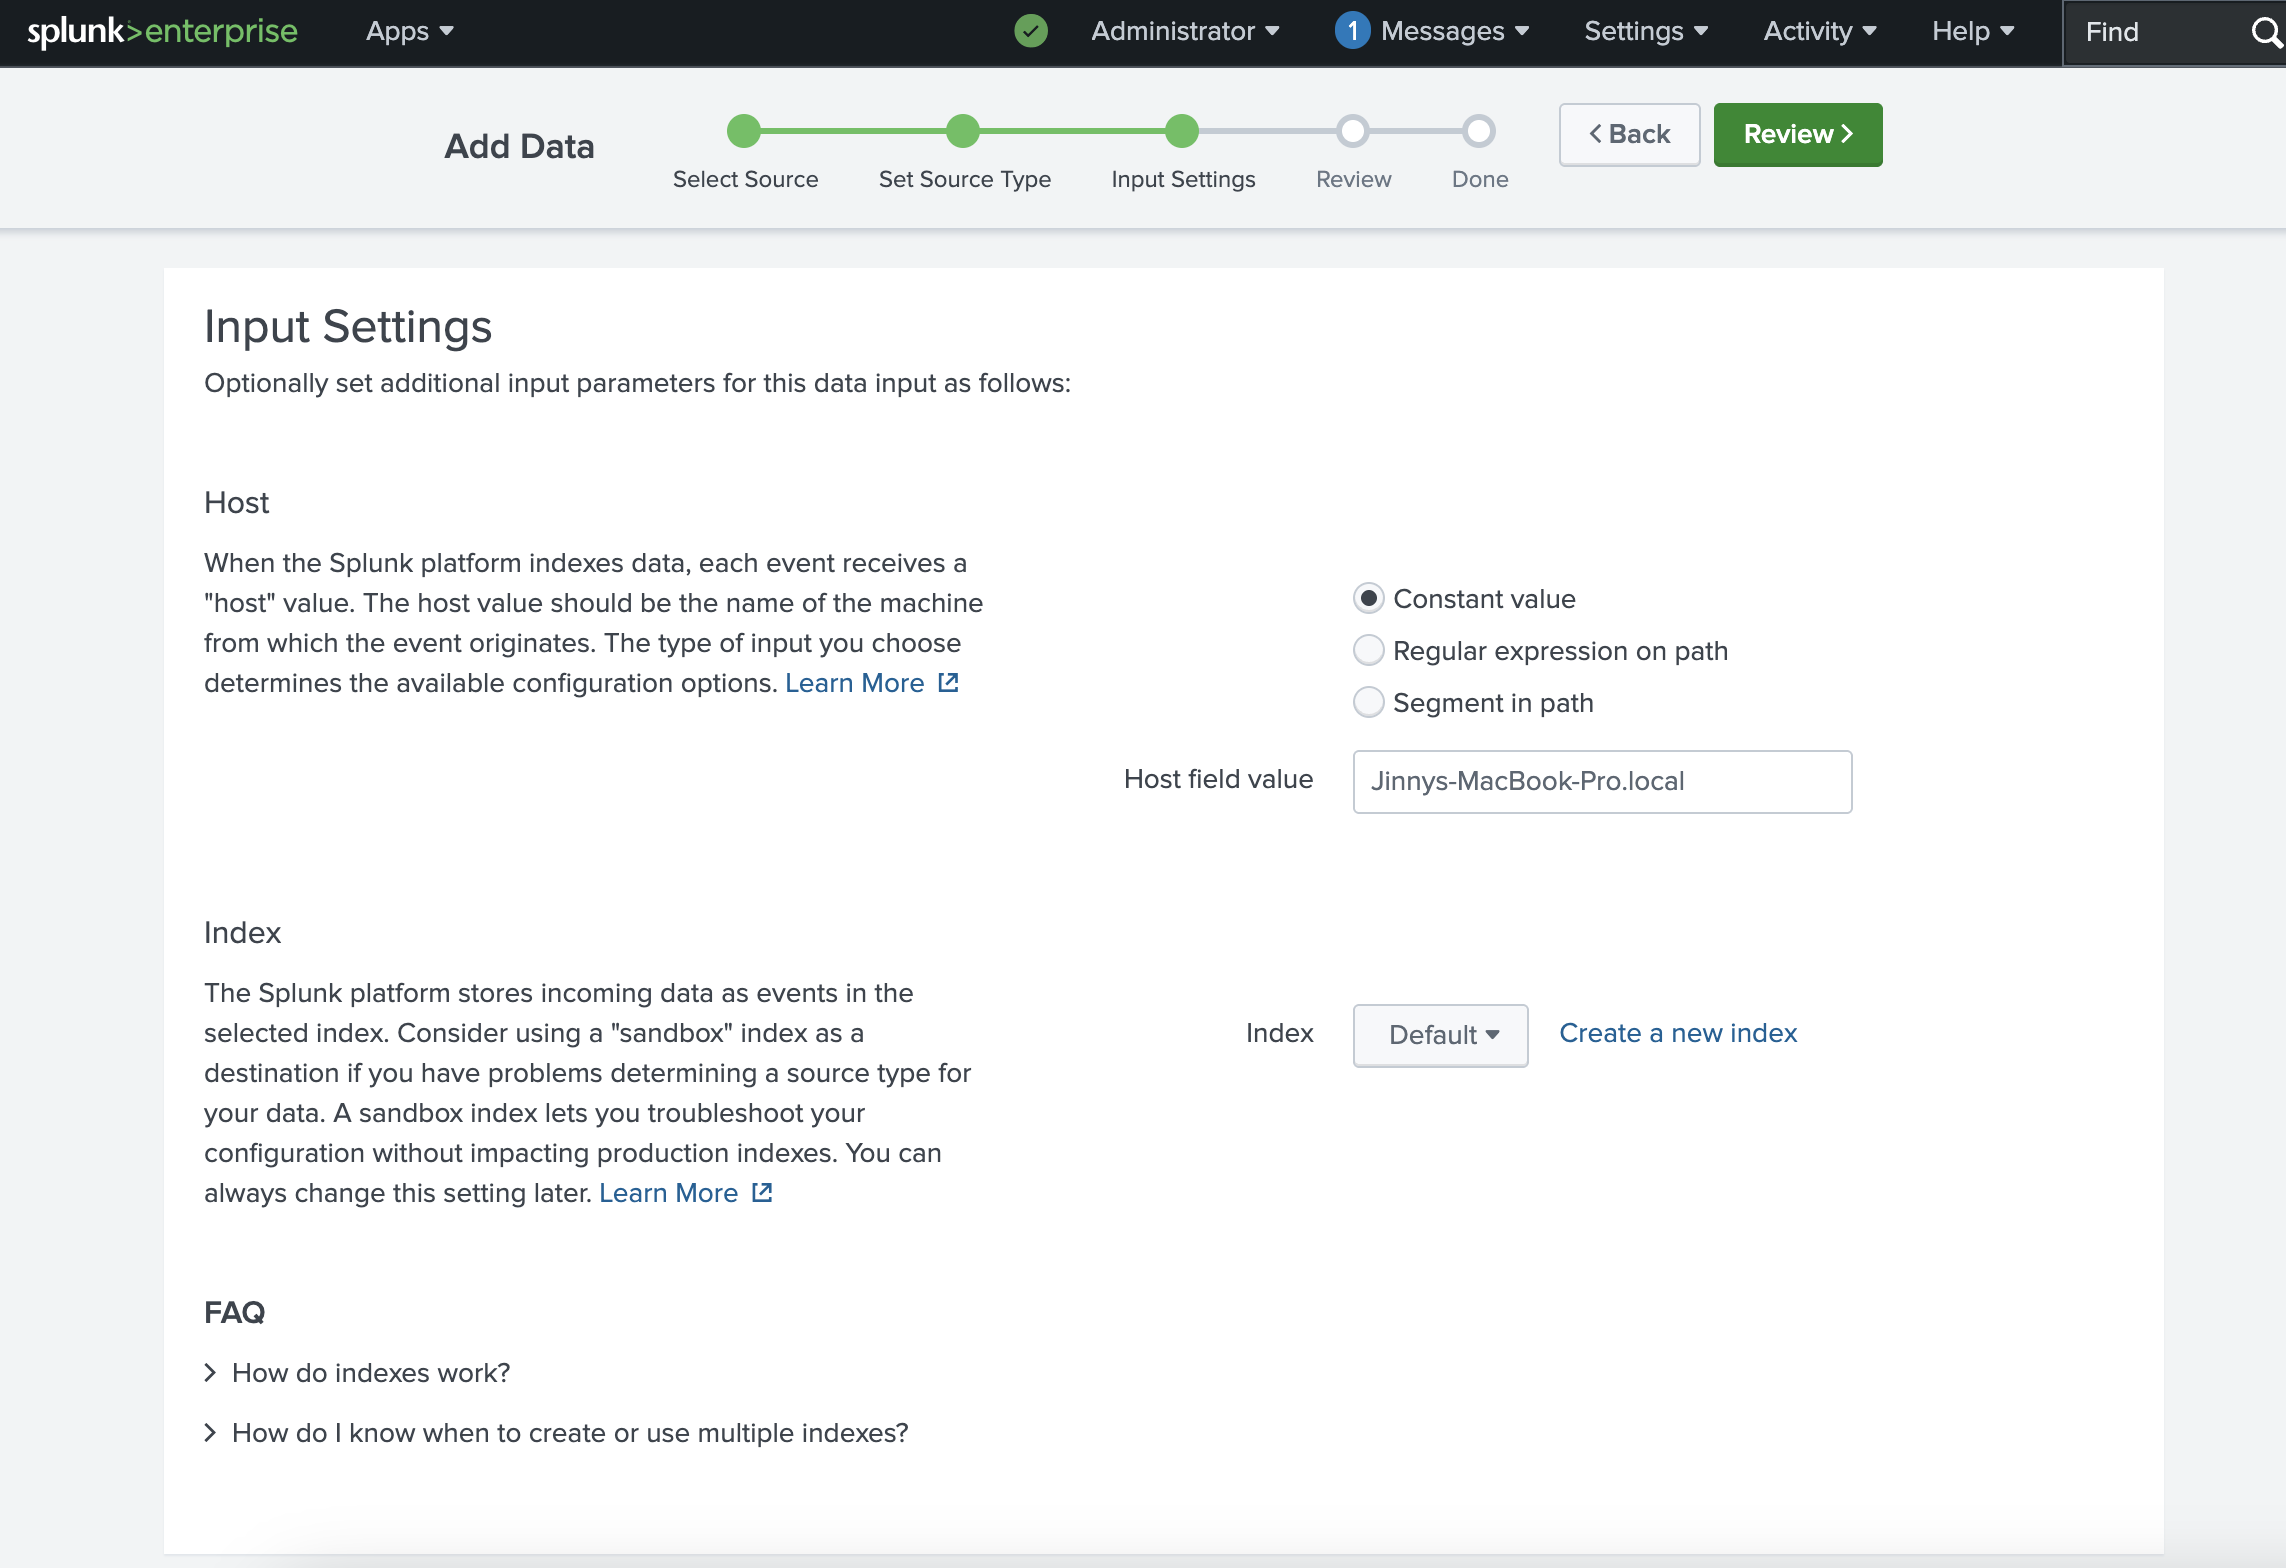 splunk>enterprise Apps Administrator 1 Messages Settings Activity Help Find
Add Data
Select Source Set Source Type Input Settings Review Done
Back Review
Input Settings
Optionally set additional input parameters for this data input as follows:
Host
When the Splunk platform indexes data, each event receives a
"host" value. The host value should be the name of the machine
from which the event originates. The type of input you choose
determines the available configuration options. Learn More
Constant value
Regular expression on path
Segment in path
Host field value Jinnys-MacBook-Pro.local
Index
The Splunk platform stores incoming data as events in the
selected index. Consider using a "sandbox" index as a
destination if you have problems determining a source type for
your data. A sandbox index lets you troubleshoot your
configuration without impacting production indexes. You can
always change this setting later. Learn More
Index Default Create a new index
FAQ
How do indexes work?
How do I know when to create or use multiple indexes?